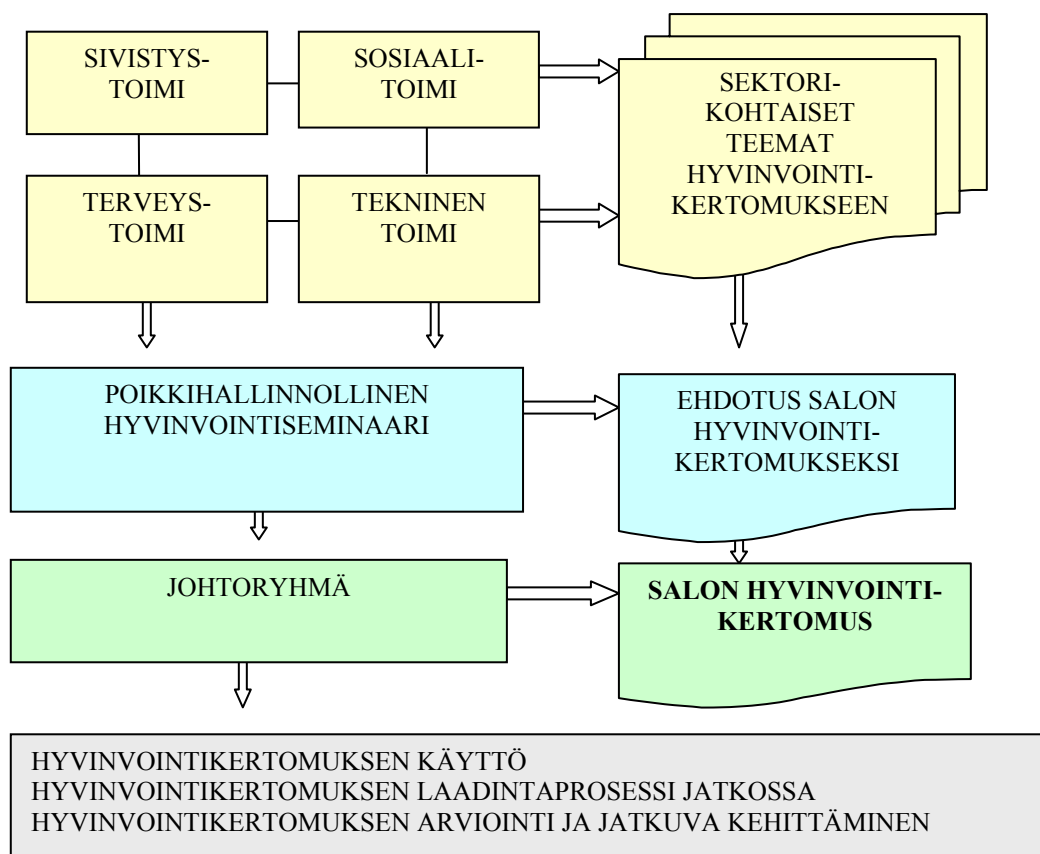 SIVISTYS-
TOIMI
SOSIAALI-
TOIMI
SEKTORI-
KOHTAISET
TEEMAT
HYVINVOINTI-
KERTOMUKSEEN
TERVEYS-
TOIMI
TEKNINEN
TOIMI
POIKKIHALLINNOLLINEN
HYVINVOINTISEMINAARI
EHDOTUS SALON
HYVINVOINTI-
KERTOMUKSEKSI
JOHTORYHMÄ
SALON HYVINVOINTI-
KERTOMUS
HYVINVOINTIKERTOMUKSEN KÄYTTÖ
HYVINVOINTIKERTOMUKSEN LAADINTAPROSESSI JATKOSSA
HYVINVOINTIKERTOMUKSEN ARVIOINTI JA JATKUVA KEHITTÄMINEN